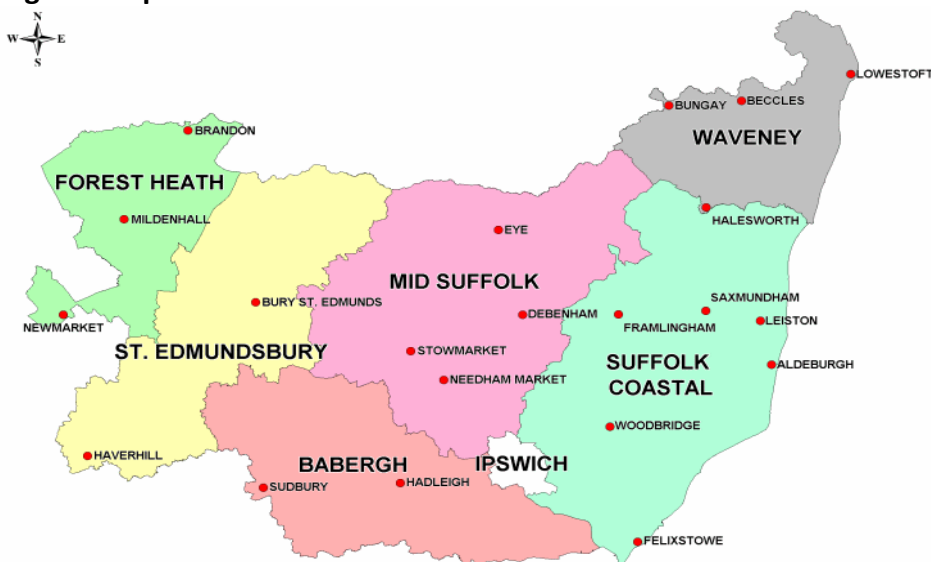 N
W E
S
LOWESTOFT
BECCLES
BUNGAY
WAVENEY
BRANDON
FOREST HEATH
MILDENHALL
HALESWORTH
EYE
MID SUFFOLK
BURY ST. EDMUNDS
SAXMUNDHAM
DEBENHAM
FRAMLINGHAM
LEISTON
NEWMARKET
ST. EDMUNDSBURY
STOWMARKET
SUFFOLK
COASTAL
ALDEBURGH
NEEDHAM MARKET
WOODBRIDGE
HAVERHILL
BABERGH
IPSWICH
SUDBURY
HADLEIGH
FELIXSTOWE